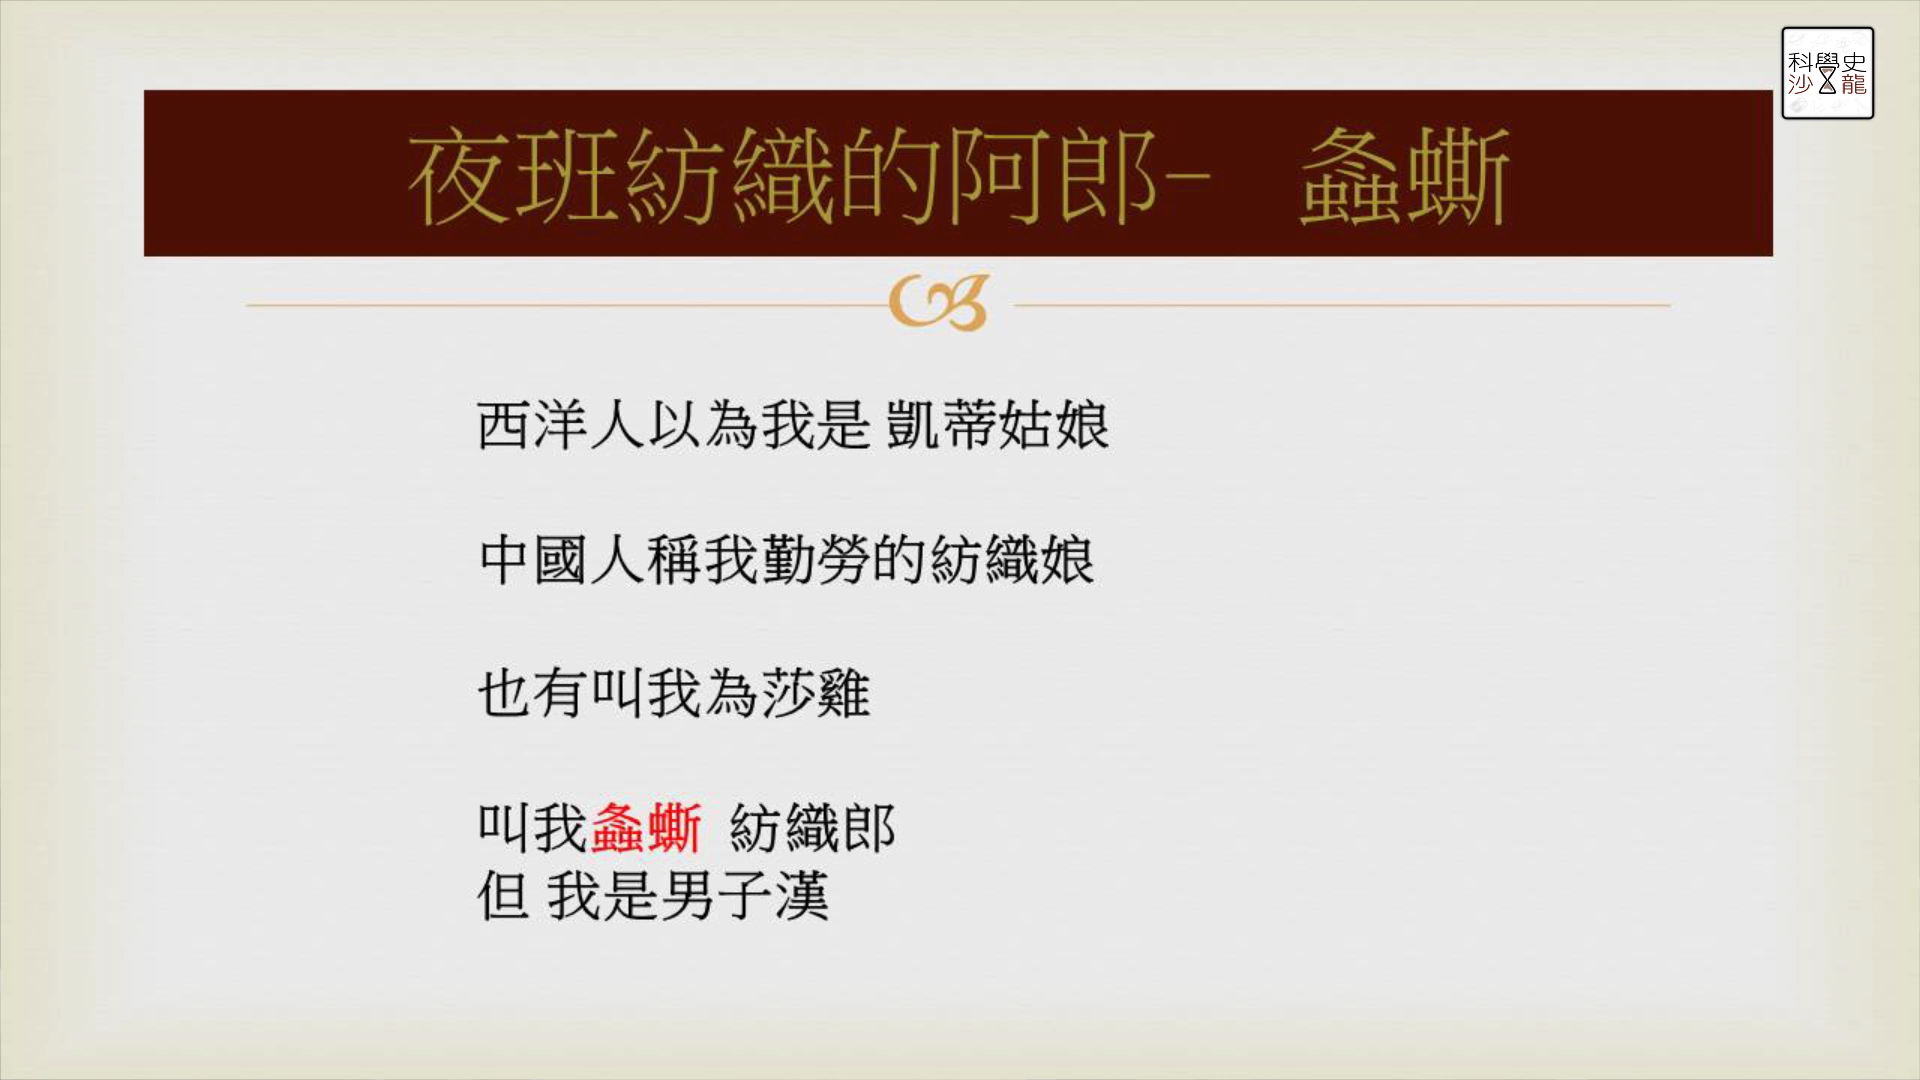 科學史
沙龍
夜班紡織的阿郎- 螽蟖
西洋人以為我是 凱蒂姑娘
中國人稱我勤勞的紡織娘
也有叫我為莎雞
叫我螽蟖 紡織郎
但 我是男子漢